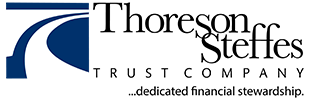 Thoreson
Steffes
TRUST COMPANY
...dedicated financial stewardship.